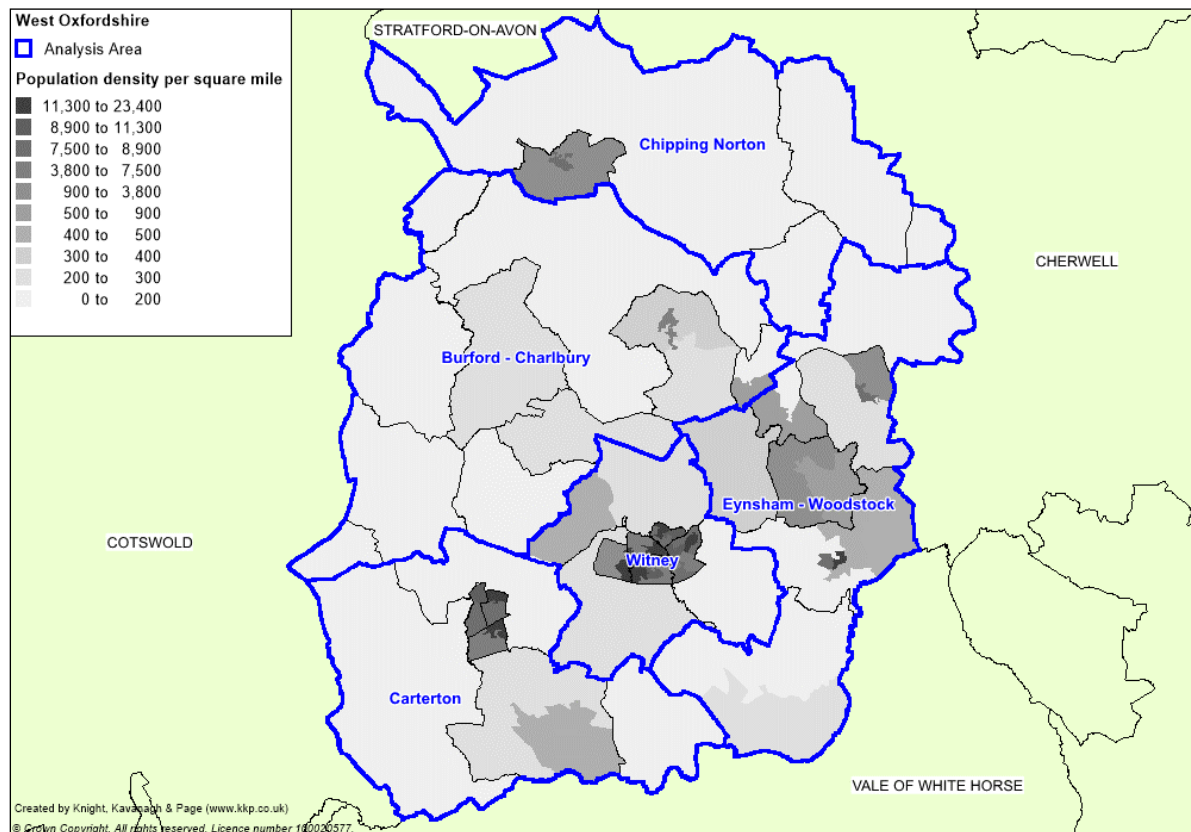 West Oxfordshire
Analysis Area
Population density per square mile
11,300 to 23,400
8,900 to 11,300
7,500 to 8,900
3,800 to 7,500
900 to 3,800
500 to 900
400 to 500
300 to 400
200 to 300
0 to 200
STRATFORD-ON-AVON
Chipping Norton
CHERWELL
Burford - Charlbury
Eynsham - Woodstock
COTSWOLD
Witney
Carterton
VALE OF WHITE HORSE
Created by Knight, Kavanagh & Page (www.kkp.co.uk)
© Crown Copyright. All rights reserved. Licence number 100020577.